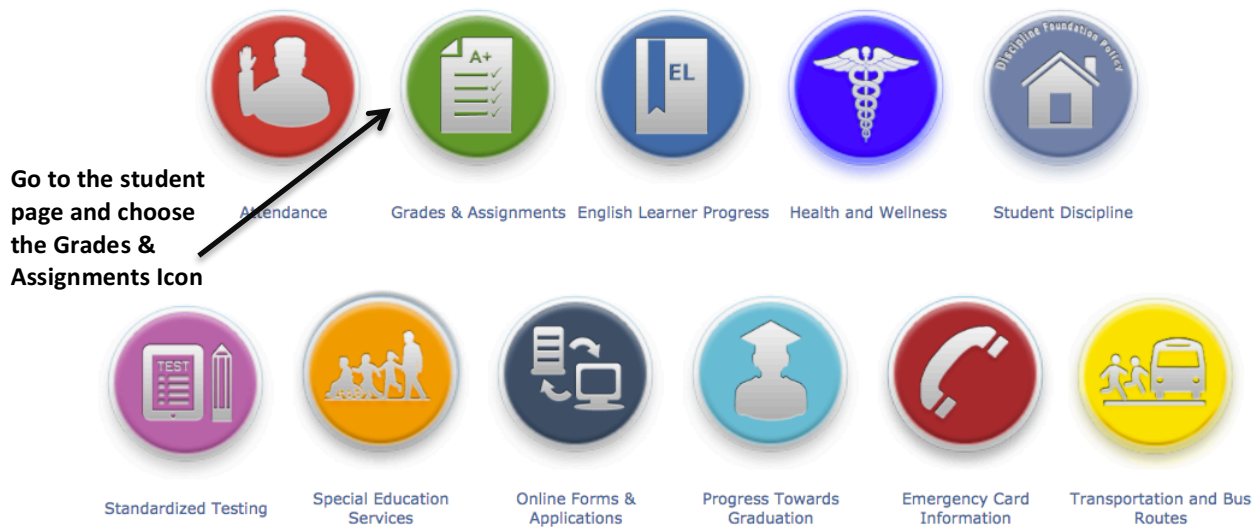 Discipline Foundation Policy
A+
EL
Go to the student
page and choose
the Grades &
Assignments Icon
Attendance
Grades & Assignments
English Learner Progress
Health and Wellness
Student Discipline
TEST
Standardized Testing
Special Education
Services
Online Forms &
Applications
Progress Towards
Graduation
Emergency Card
Information
Transportation and Bus
Routes